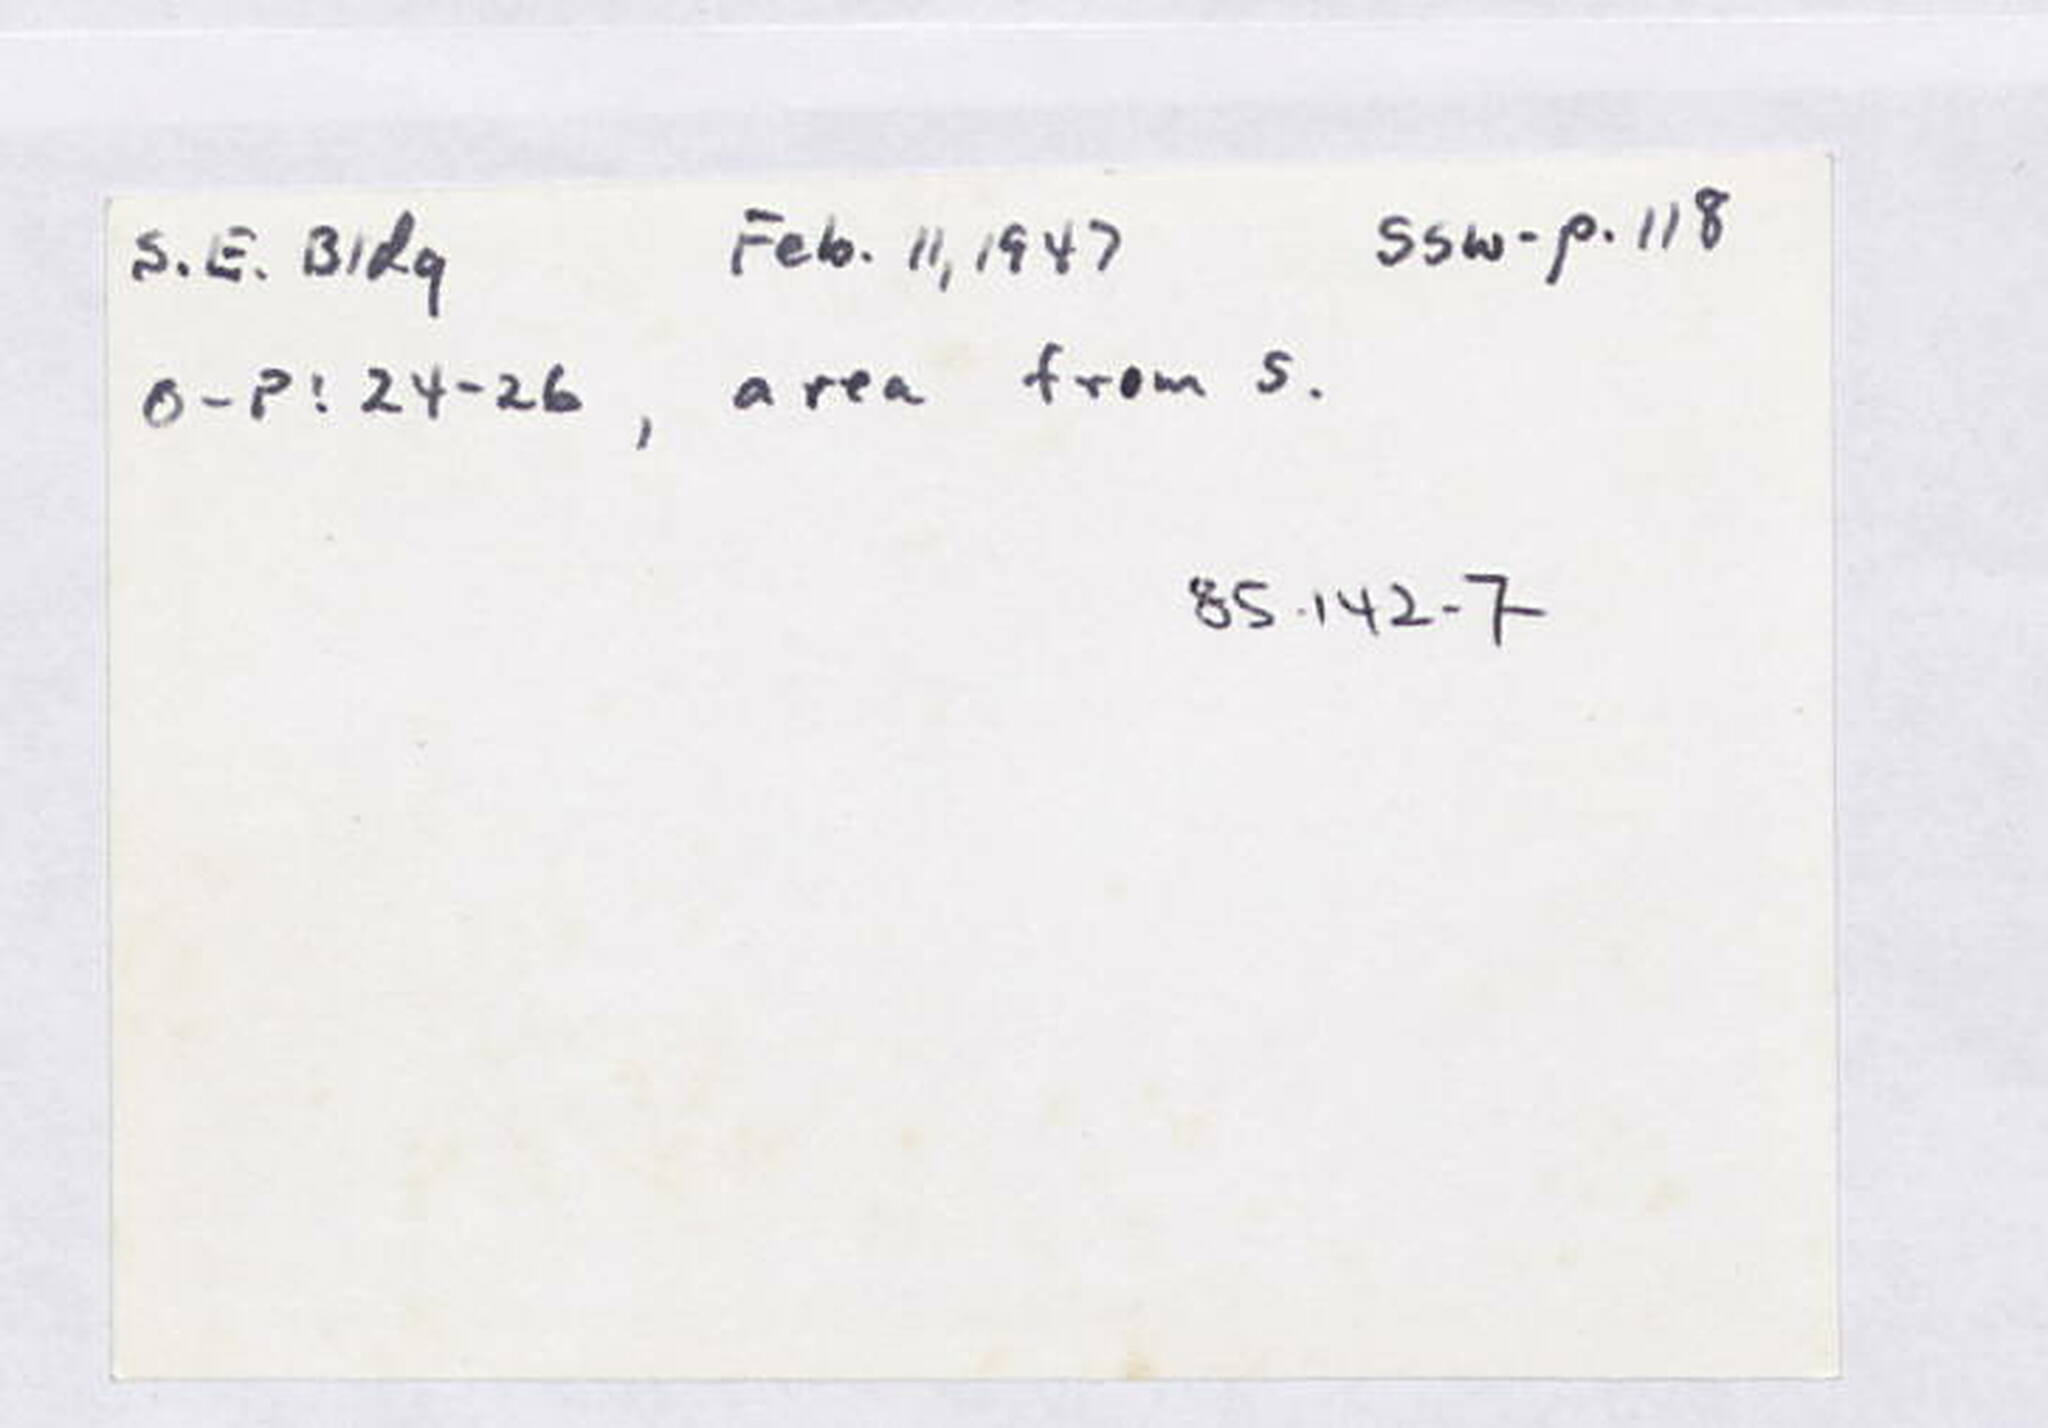 S.E. Bldg Feb. 11, 1947 SSW-p. 118
O-P: 24-26, area from S.
85.142-7